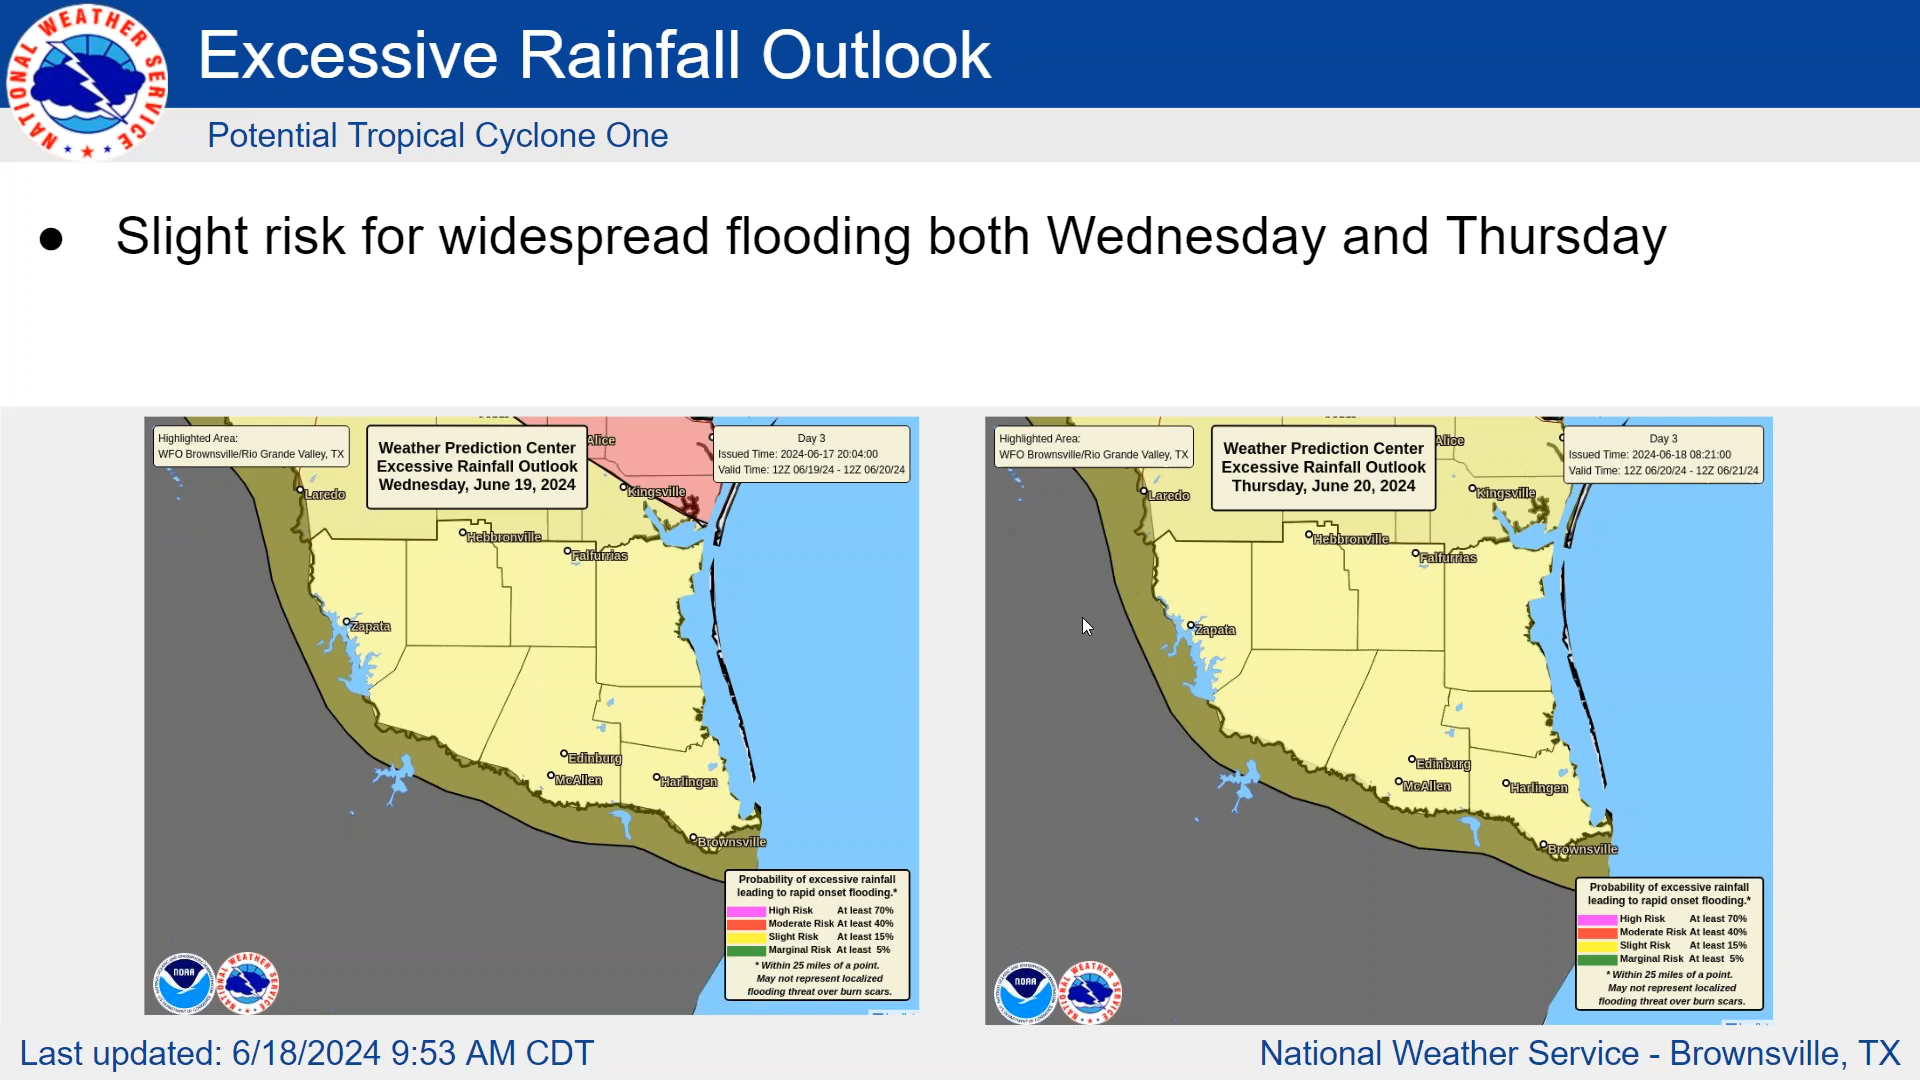 NATIONAL WEATHER SERVICE
Excessive Rainfall Outlook
Potential Tropical Cyclone One
● Slight risk for widespread flooding both Wednesday and Thursday
Highlighted Area:
WFO Brownsville/Rio Grande Valley, TX
Weather Prediction Center
Excessive Rainfall Outlook
Wednesday, June 19, 2024
Day 3
Issued Time: 2024-06-17 20:04:00
Valid Time: 12Z 06/19/24 - 12Z 06/20/24
Alice
Laredo
Kingsville
Hebbronville
Falfurrias
Zapata
Edinburg
McAllen
Harlingen
Brownsville
Probability of excessive rainfall
leading to rapid onset flooding.*
High Risk At least 70%
Moderate Risk At least 40%
Slight Risk At least 15%
Marginal Risk At least 5%
* Within 25 miles of a point.
May not represent localized
flooding threat over burn scars.
NOAA
NATIONAL WEATHER SERVICE
Highlighted Area:
WFO Brownsville/Rio Grande Valley, TX
Weather Prediction Center
Excessive Rainfall Outlook
Thursday, June 20, 2024
Day 3
Issued Time: 2024-06-18 08:21:00
Valid Time: 12Z 06/20/24 - 12Z 06/21/24
Alice
Laredo
Kingsville
Hebbronville
Falfurrias
Zapata
Edinburg
McAllen
Harlingen
Brownsville
Probability of excessive rainfall
leading to rapid onset flooding.*
High Risk At least 70%
Moderate Risk At least 40%
Slight Risk At least 15%
Marginal Risk At least 5%
* Within 25 miles of a point.
May not represent localized
flooding threat over burn scars.
NOAA
NATIONAL WEATHER SERVICE
Last updated: 6/18/2024 9:53 AM CDT
National Weather Service - Brownsville, TX